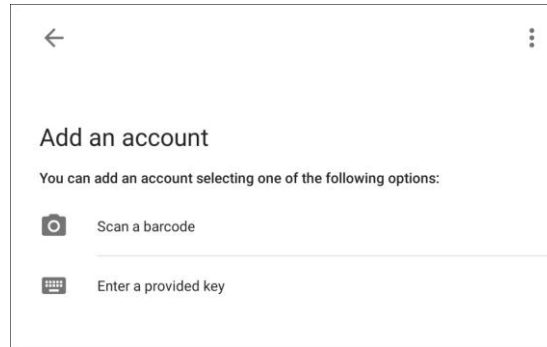 Add an account
You can add an account selecting one of the following options:
Scan a barcode
Enter a provided key